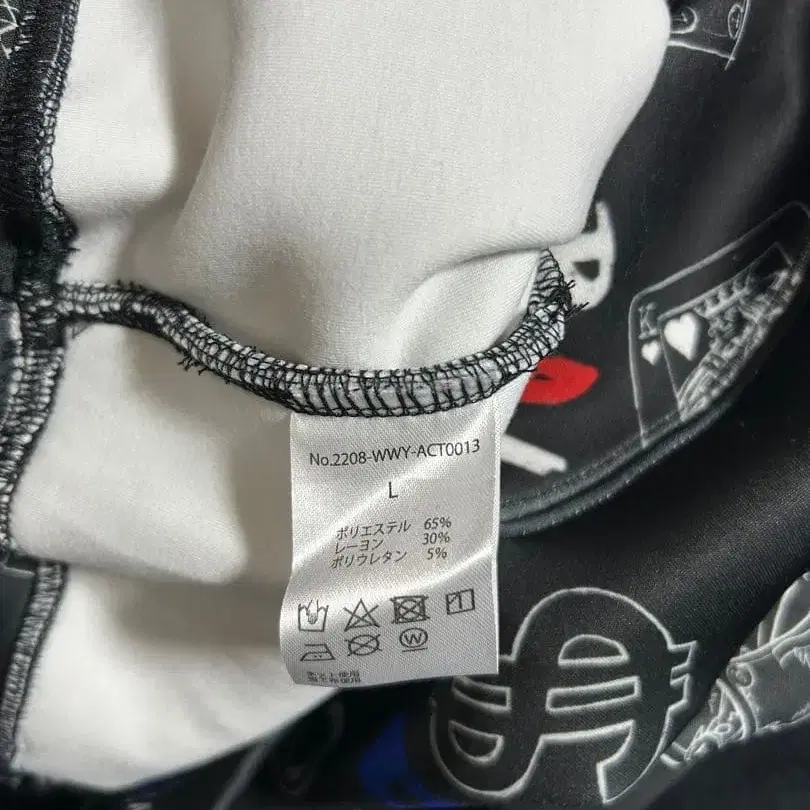 No.2208-WWY-ACT0013
L
ポリエステル 65%
レーヨン 30%
ポリウレタン 5%
W
K